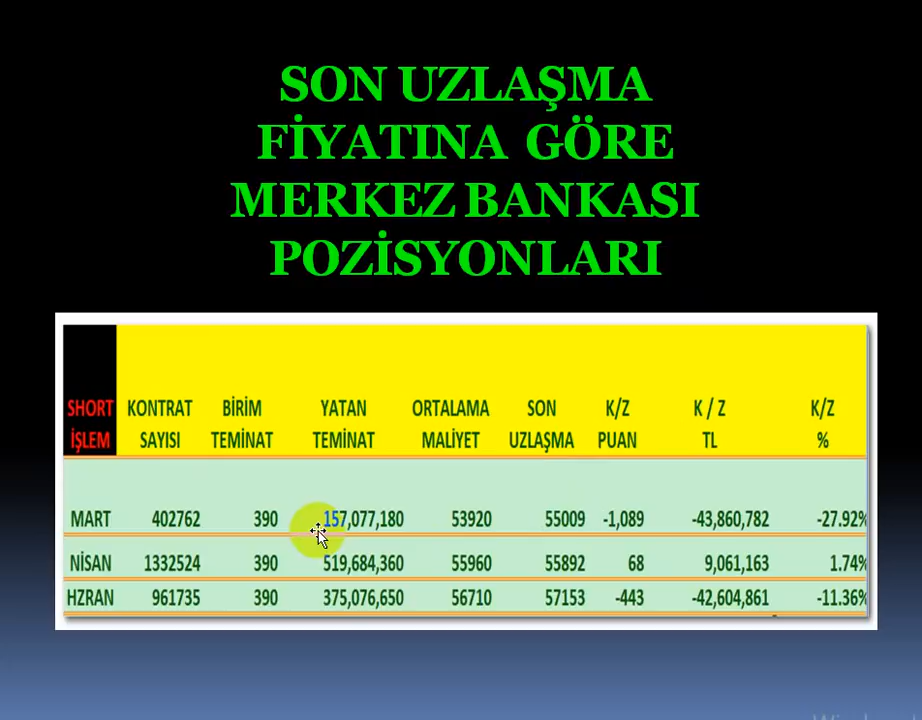 SON UZLAŞMA
FİYATINA GÖRE
MERKEZ BANKASI
POZİSYONLARI
SHORT İŞLEM KONTRAT SAYISI BİRİM TEMİNAT YATAN TEMİNAT ORTALAMA MALİYET SON UZLAŞMA K/Z PUAN K / Z TL K/Z %
MART 402762 390 157,077,180 53920 55009 -1,089 -43,860,782 -27.92%
NİSAN 1332524 390 519,684,360 55960 55892 68 9,061,163 1.74%
HZRAN 961735 390 375,076,650 56710 57153 -443 -42,604,861 -11.36%